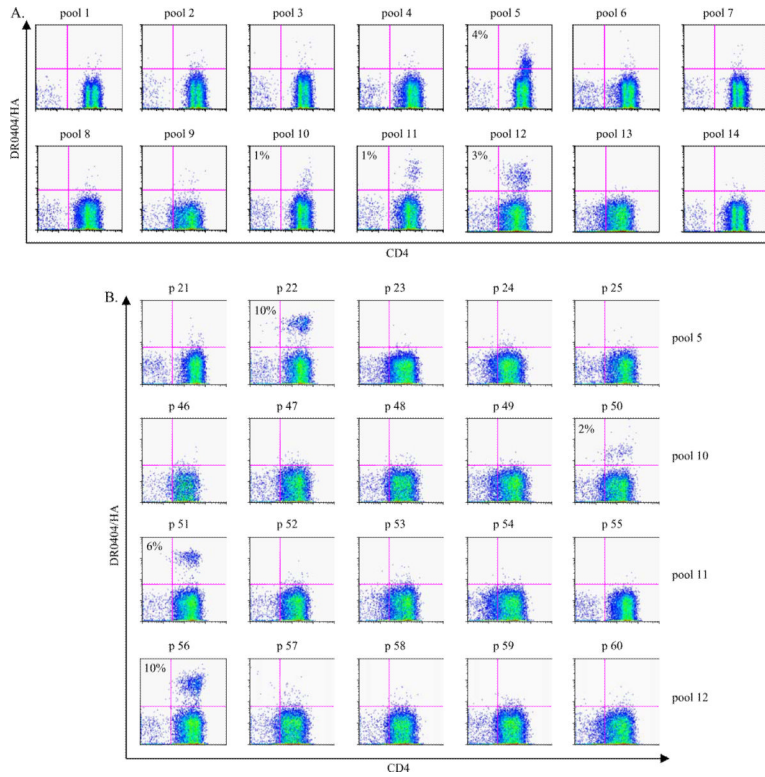 A.
pool 1 pool 2 pool 3 pool 4 pool 5 pool 6 pool 7
4%
pool 8 pool 9 pool 10 pool 11 pool 12 pool 13 pool 14
1% 1% 3%
DR0404/HA
CD4
B.
p 21 p 22 p 23 p 24 p 25
10%
pool 5
p 46 p 47 p 48 p 49 p 50
2%
pool 10
p 51 p 52 p 53 p 54 p 55
6%
pool 11
p 56 p 57 p 58 p 59 p 60
10%
pool 12
DR0404/HA
CD4